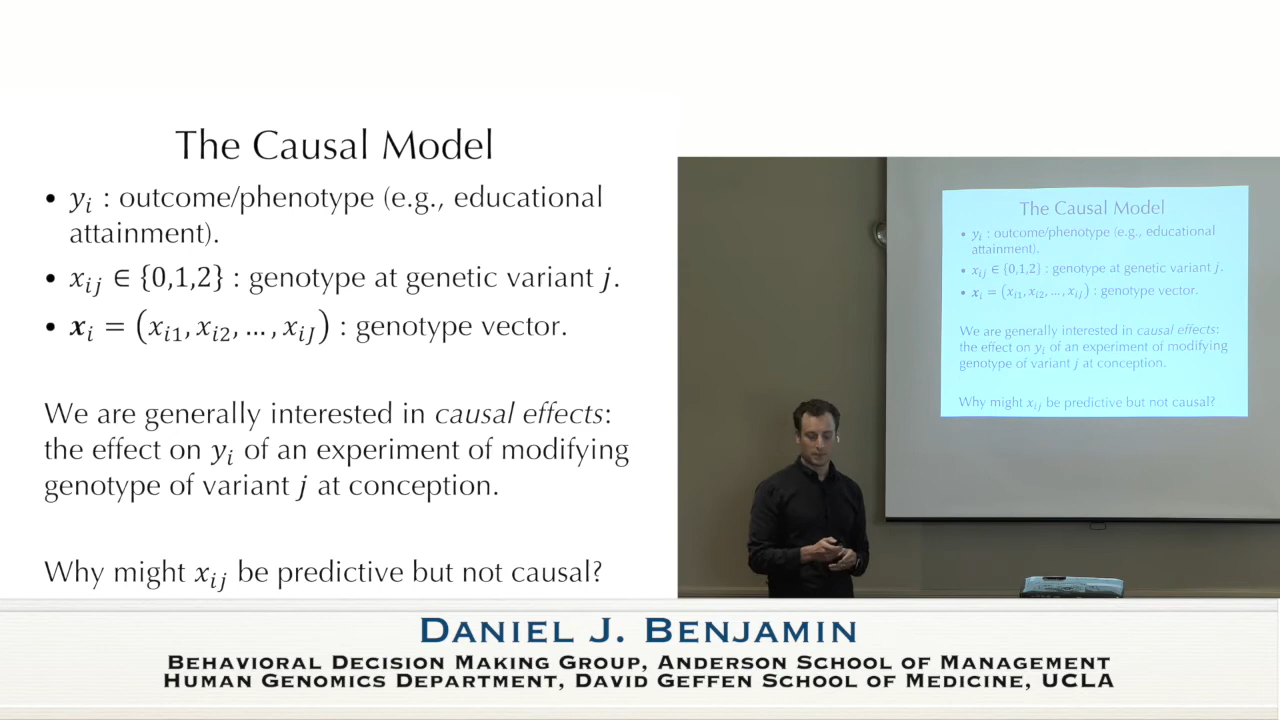 The Causal Model
• yᵢ : outcome/phenotype (e.g., educational
attainment).
• xᵢⱼ ∈ {0,1,2} : genotype at genetic variant j.
• 𝒙ᵢ = (xᵢ₁, xᵢ₂, … , xᵢJ) : genotype vector.
We are generally interested in causal effects:
the effect on yᵢ of an experiment of modifying
genotype of variant j at conception.
Why might xᵢⱼ be predictive but not causal?
The Causal Model
• yᵢ : outcome/phenotype (e.g., educational
attainment).
• xᵢⱼ ∈ {0,1,2} : genotype at genetic variant j.
• 𝒙ᵢ = (xᵢ₁, xᵢ₂, … , xᵢJ) : genotype vector.
We are generally interested in causal effects:
the effect on yᵢ of an experiment of modifying
genotype of variant j at conception.
Why might xᵢⱼ be predictive but not causal?
DANIEL J. BENJAMIN
BEHAVIORAL DECISION MAKING GROUP, ANDERSON SCHOOL OF MANAGEMENT
HUMAN GENOMICS DEPARTMENT, DAVID GEFFEN SCHOOL OF MEDICINE, UCLA